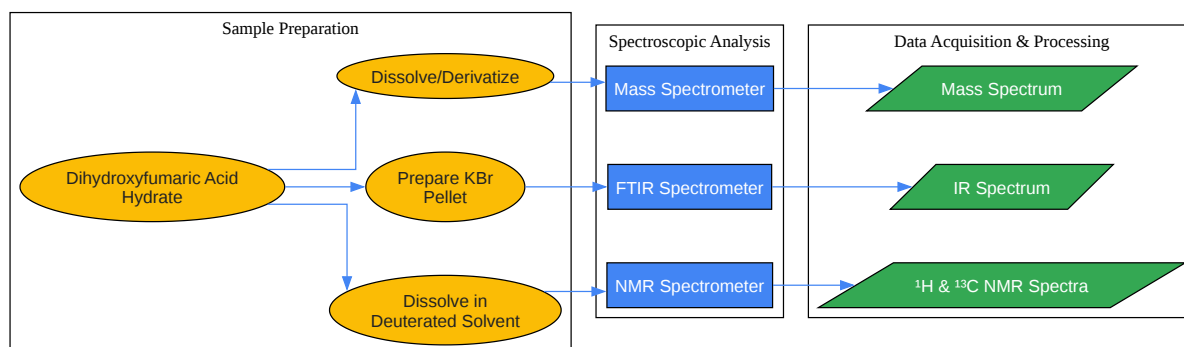 Sample Preparation
Spectroscopic Analysis
Data Acquisition & Processing
Dissolve/Derivatize
Mass Spectrometer
Mass Spectrum
Dihydroxyfumaric Acid
Hydrate
Prepare KBr
Pellet
FTIR Spectrometer
IR Spectrum
Dissolve in
Deuterated Solvent
NMR Spectrometer
¹H & ¹³C NMR Spectra